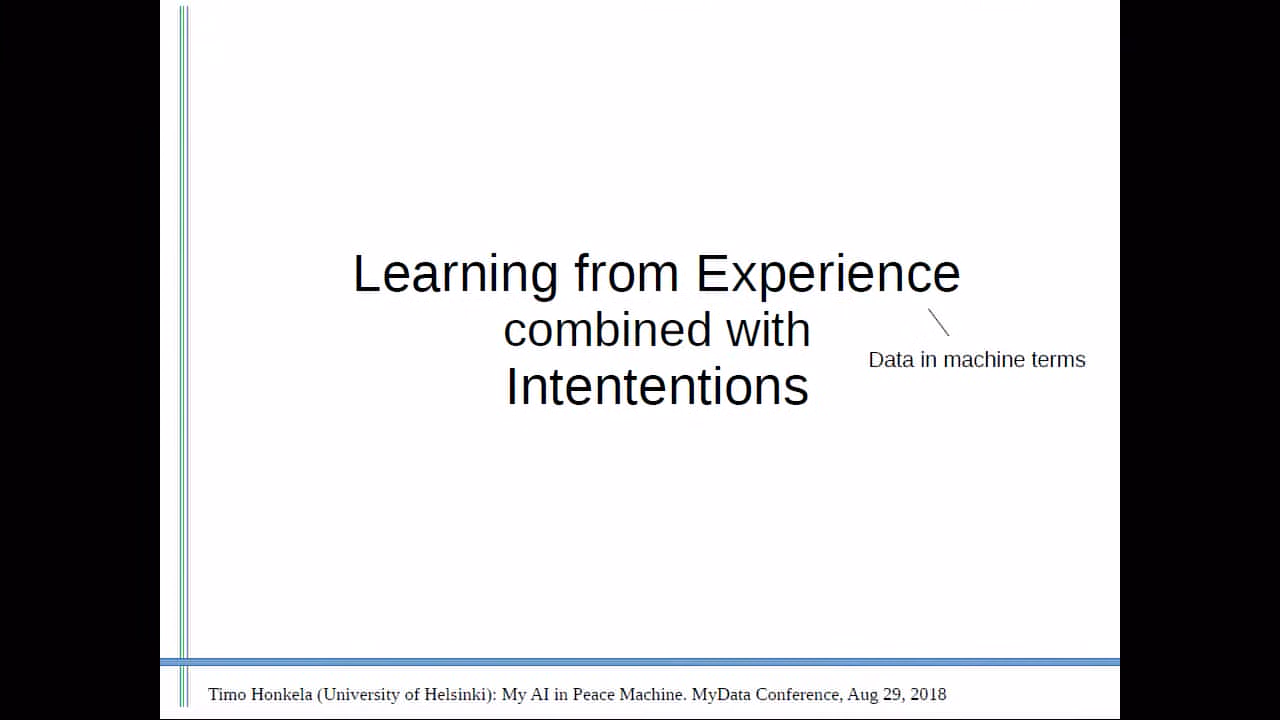 Learning from Experience
combined with
Data in machine terms
Intententions
Timo Honkela (University of Helsinki): My AI in Peace Machine. MyData Conference, Aug 29, 2018